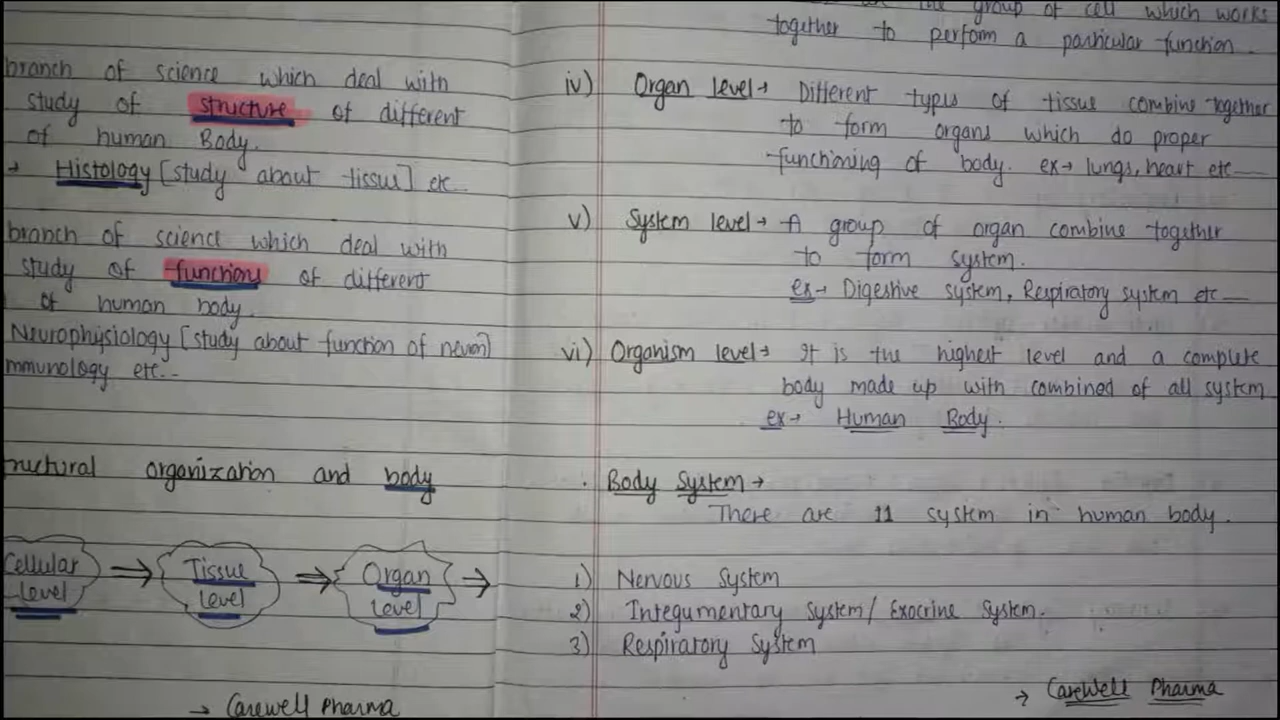 branch of science which deal with
study of structure of different
of human Body.
→ Histology [study about tissue] etc
branch of science which deal with
study of functions of different
of human body.
Neurophysiology [study about function of neuron]
mmunology etc..
ructural organization and body
Cellular Level ⇒ Tissue Level ⇒ Organ Level →
→ Carewell Pharma
the group of cell which works
together to perform a particular function.
iv) Organ level → Different types of tissue combine together
to form organs which do proper
functioning of body. ex→ lungs, heart etc
v) System level → A group of organ combine together
to form system.
ex→ Digestive system, Respiratory system etc
vi) Organism level → It is the highest level and a complete
body made up with combined of all system
ex→ Human Body.
. Body System →
There are 11 system in human body.
1) Nervous System
2) Integumentary System/ Exocrine System.
3) Respiratory System
→ CareWell Pharma